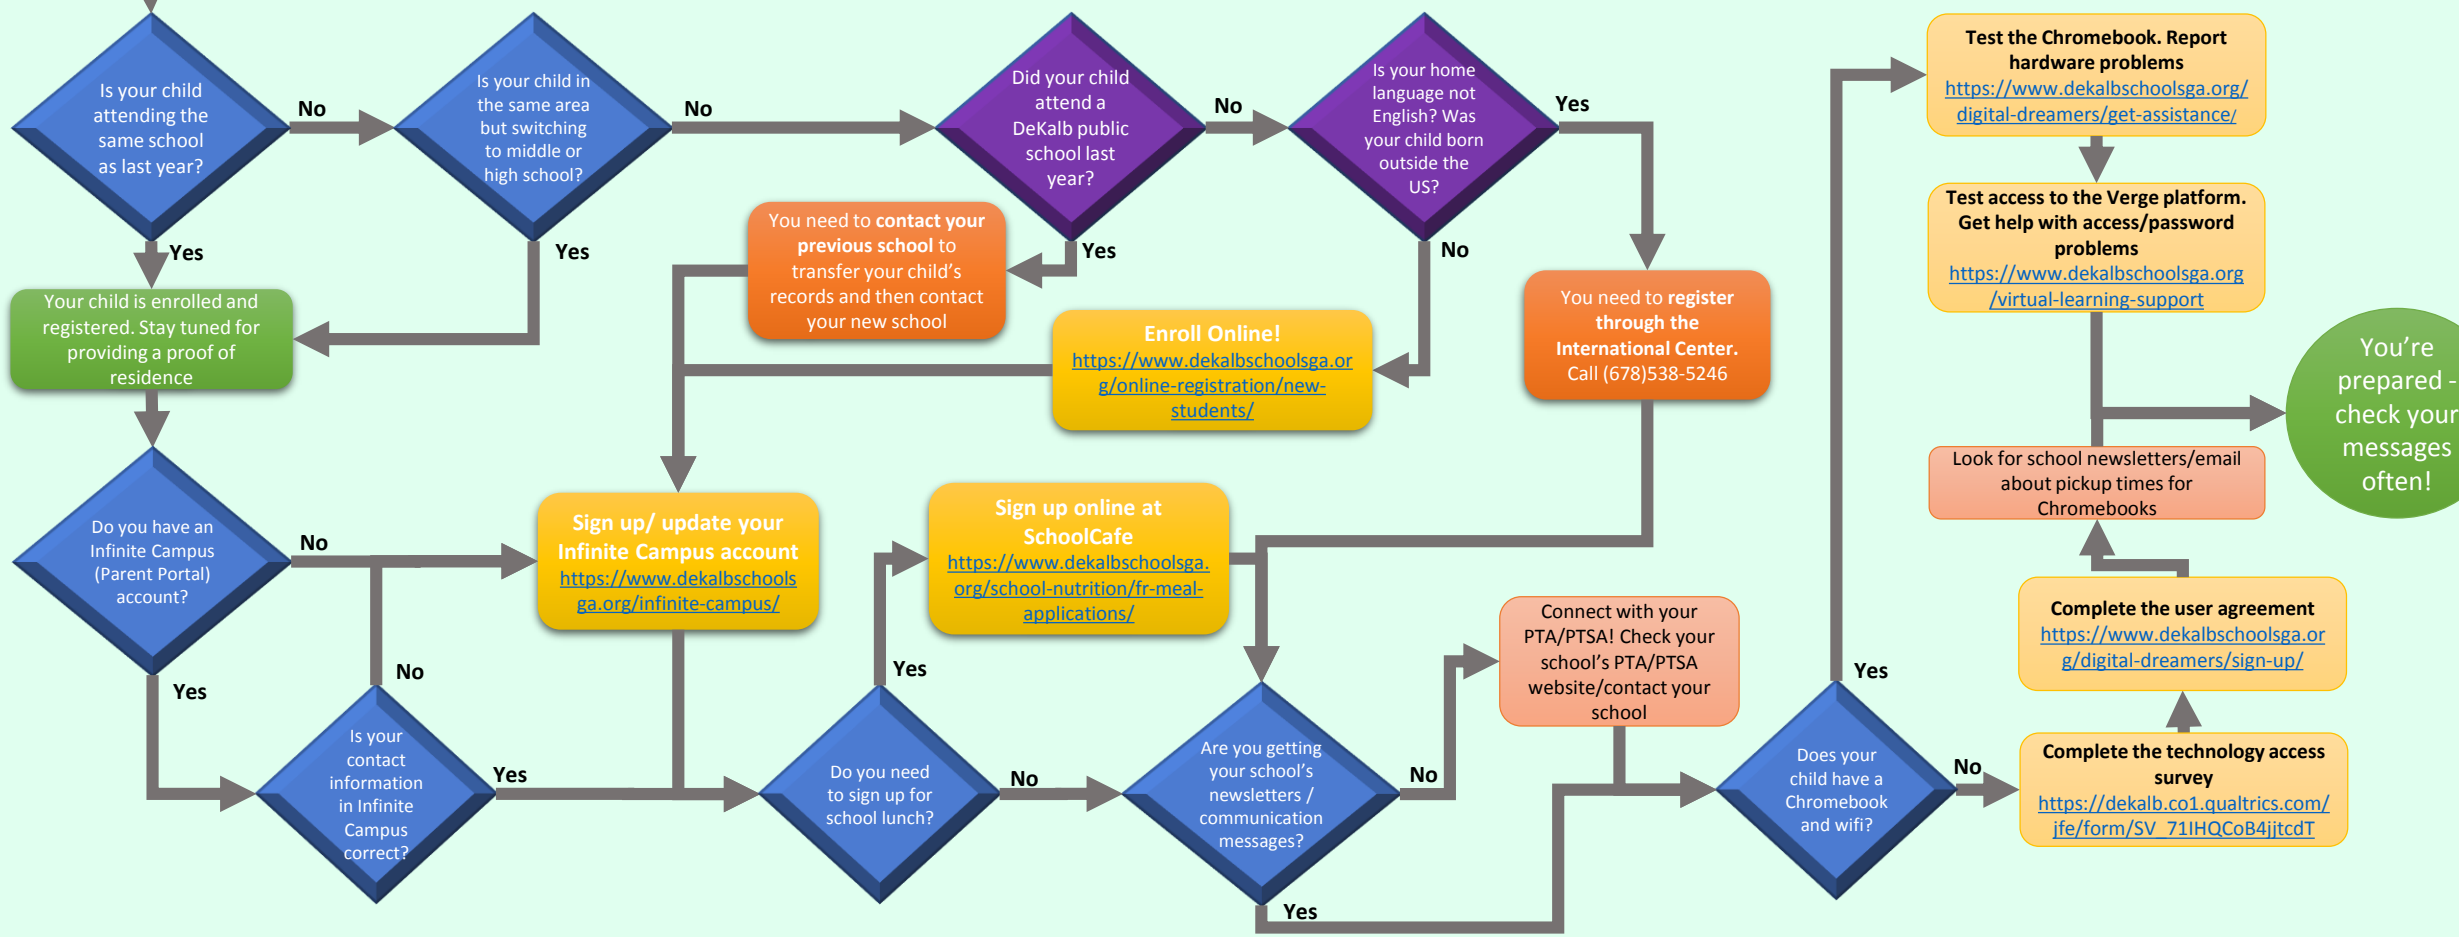 Is your child
attending the
same school
as last year?
No
Yes
Is your child in
the same area
but switching
to middle or
high school?
No
Yes
Did your child
attend a
DeKalb public
school last
year?
No
Yes
Is your home
language not
English? Was
your child born
outside the
US?
Yes
No
You need to contact your
previous school to
transfer your child's
records and then contact
your new school
Enroll Online!
https://www.dekalbschoolsga.or
g/online-registration/new-
students/
You need to register
through the
International Center.
Call (678)538-5246
Your child is enrolled and
registered. Stay tuned for
providing a proof of
residence
Do you have an
Infinite Campus
(Parent Portal)
account?
No
Yes
Is your
contact
information
in Infinite
Campus
correct?
No
Yes
Sign up/ update your
Infinite Campus account
https://www.dekalbschools
ga.org/infinite-campus/
Do you need
to sign up for
school lunch?
Yes
No
Sign up online at
SchoolCafe
https://www.dekalbschoolsga.
org/school-nutrition/fr-meal-
applications/
Are you getting
your school's
newsletters /
communication
messages?
No
Yes
Connect with your
PTA/PTSA! Check your
school's PTA/PTSA
website/contact your
school
Does your
child have a
Chromebook
and wifi?
Yes
No
Complete the technology access
survey
https://dekalb.co1.qualtrics.com/
jfe/form/SV_71IHQCoB4jjtcdT
Complete the user agreement
https://www.dekalbschoolsga.or
g/digital-dreamers/sign-up/
Look for school newsletters/email
about pickup times for
Chromebooks
Test the Chromebook. Report
hardware problems
https://www.dekalbschoolsga.org/
digital-dreamers/get-assistance/
Test access to the Verge platform.
Get help with access/password
problems
https://www.dekalbschoolsga.org
/virtual-learning-support
You're
prepared -
check your
messages
often!